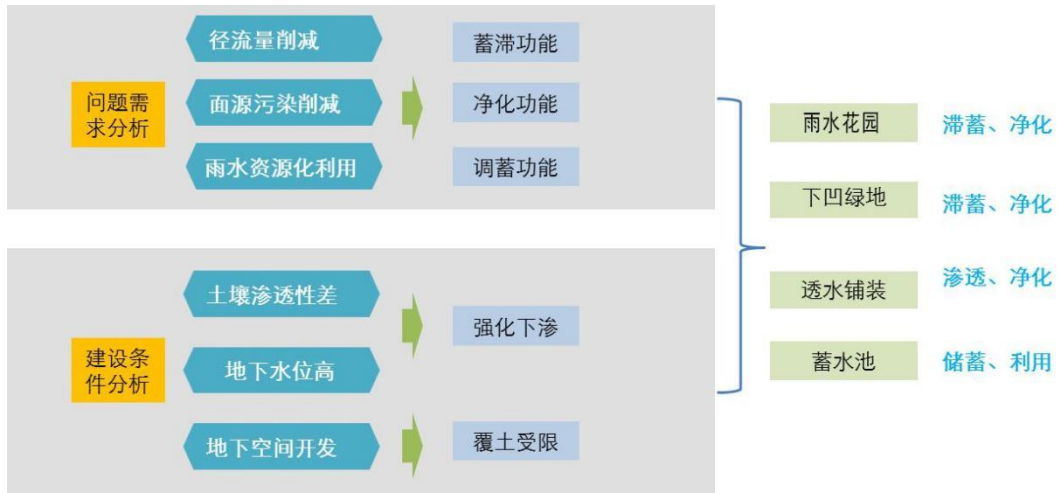 径流量削减
蓄滞功能
问题需
求分析
面源污染削减
净化功能
雨水资源化利用
调蓄功能
土壤渗透性差
强化下渗
建设条
件分析
地下水位高
地下空间开发
覆土受限
雨水花园
滞蓄、净化
下凹绿地
滞蓄、净化
透水铺装
渗透、净化
蓄水池
储蓄、利用